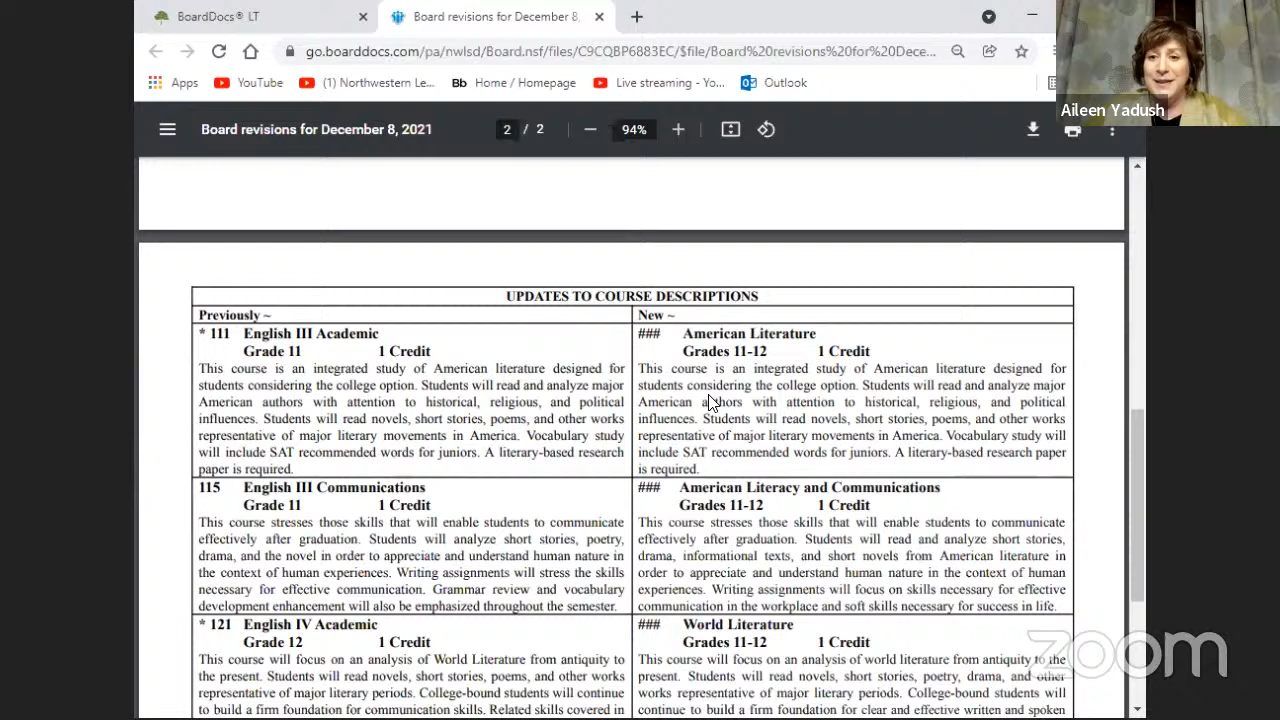 BoardDocs® LT
Board revisions for December 8,
go.boarddocs.com/pa/nwlsd/Board.nsf/files/C9CQBP6883EC/$file/Board%20revisions%20for%20Dece...
Apps
YouTube
(1) Northwestern Le...
Bb Home / Homepage
Live streaming - Yo...
Outlook
Aileen Yadush
Board revisions for December 8, 2021
2 / 2
94%
UPDATES TO COURSE DESCRIPTIONS
Previously ~
* 111 English III Academic
Grade 11 1 Credit
This course is an integrated study of American literature designed for
students considering the college option. Students will read and analyze major
American authors with attention to historical, religious, and political
influences. Students will read novels, short stories, poems, and other works
representative of major literary movements in America. Vocabulary study
will include SAT recommended words for juniors. A literary-based research
paper is required.
New ~
### American Literature
Grades 11-12 1 Credit
This course is an integrated study of American literature designed for
students considering the college option. Students will read and analyze major
American authors with attention to historical, religious, and political
influences. Students will read novels, short stories, poems, and other works
representative of major literary movements in America. Vocabulary study
will include SAT recommended words for juniors. A literary-based research paper
is required.
115 English III Communications
Grade 11 1 Credit
This course stresses those skills that will enable students to communicate
effectively after graduation. Students will analyze short stories, poetry,
drama, and the novel in order to appreciate and understand human nature in
the context of human experiences. Writing assignments will stress the skills
necessary for effective communication. Grammar review and vocabulary
development enhancement will also be emphasized throughout the semester.
### American Literacy and Communications
Grades 11-12 1 Credit
This course stresses those skills that will enable students to communicate
effectively after graduation. Students will read and analyze short stories,
drama, informational texts, and short novels from American literature in
order to appreciate and understand human nature in the context of human
experiences. Writing assignments will focus on skills necessary for effective
communication in the workplace and soft skills necessary for success in life.
* 121 English IV Academic
Grade 12 1 Credit
This course will focus on an analysis of World Literature from antiquity to
the present. Students will read novels, short stories, poems, and other works
representative of major literary periods. College-bound students will continue
to build a firm foundation for communication skills. Related skills covered in
### World Literature
Grades 11-12 1 Credit
This course will focus on an analysis of world literature from antiquity to the
present. Students will read novels, short stories, poetry, drama, and other
works representative of major literary periods. College-bound students will
continue to build a firm foundation for clear and effective written and spoken
zoom